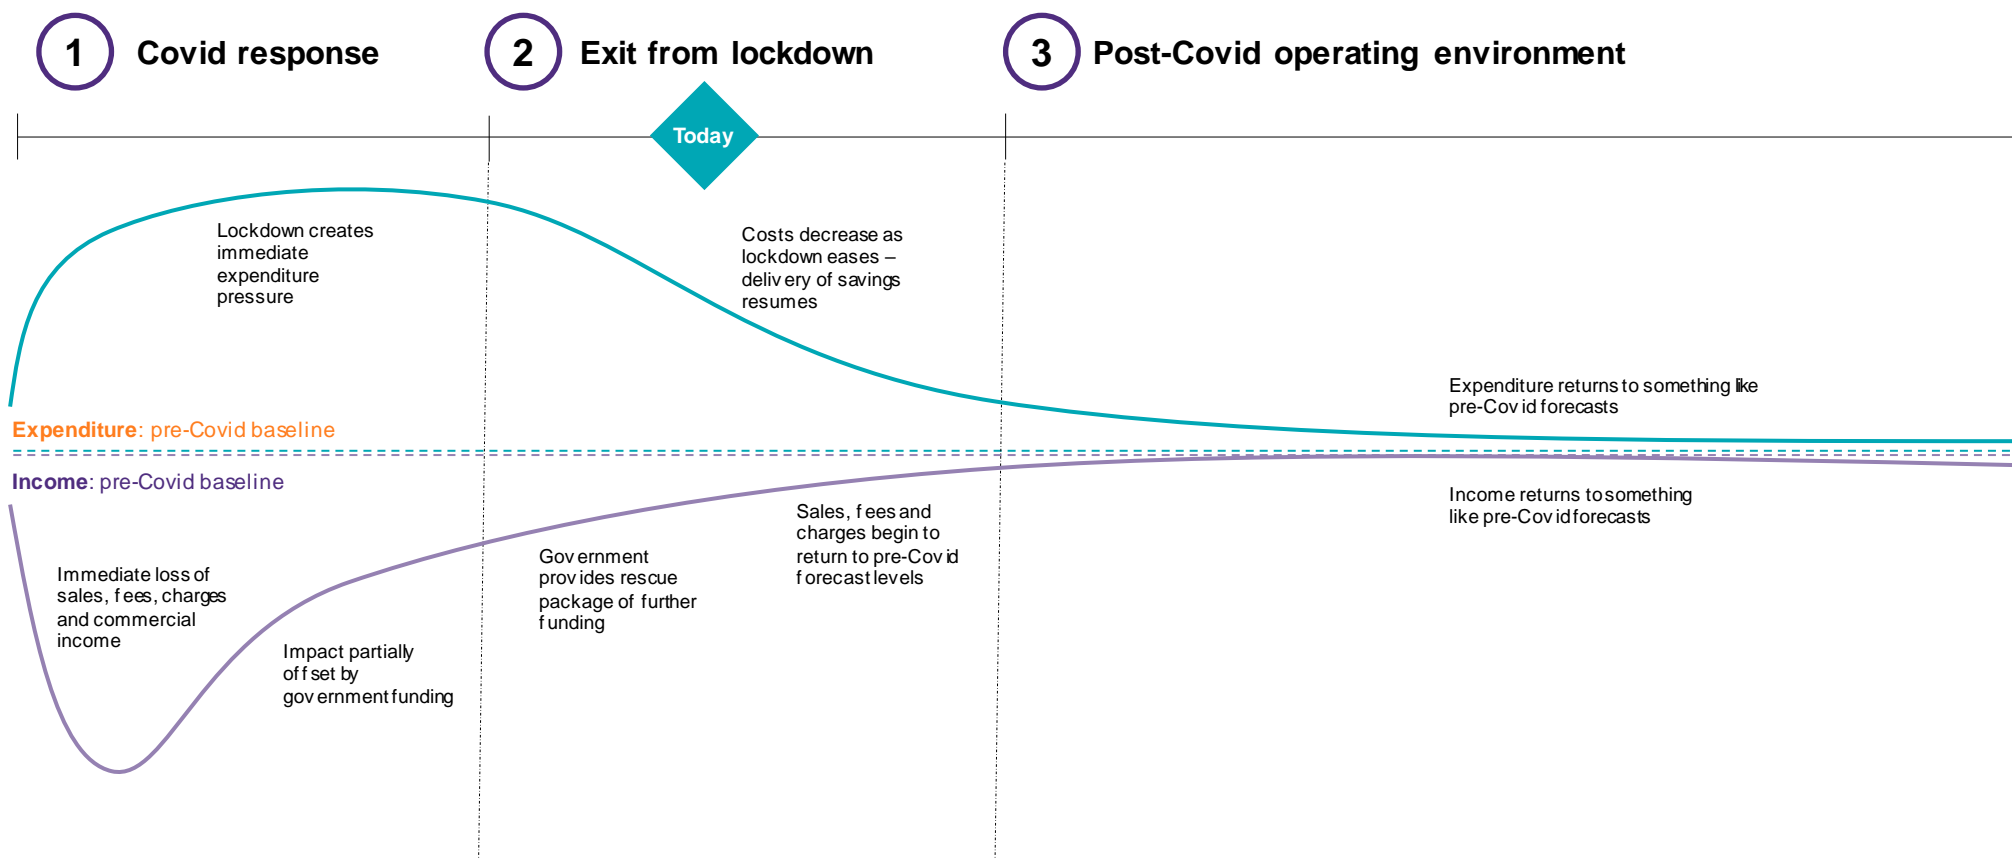 1 Covid response
2 Exit from lockdown
3 Post-Covid operating environment
Today
Lockdown creates
immediate
expenditure
pressure
Costs decrease as
lockdown eases –
delivery of savings
resumes
Expenditure returns to something like
pre-Covid forecasts
Expenditure: pre-Covid baseline
Income: pre-Covid baseline
Income returns to something
like pre-Covid forecasts
Immediate loss of
sales, fees, charges
and commercial
income
Impact partially
offset by
government funding
Government
provides rescue
package of further
funding
Sales, fees and
charges begin to
return to pre-Covid
forecast levels